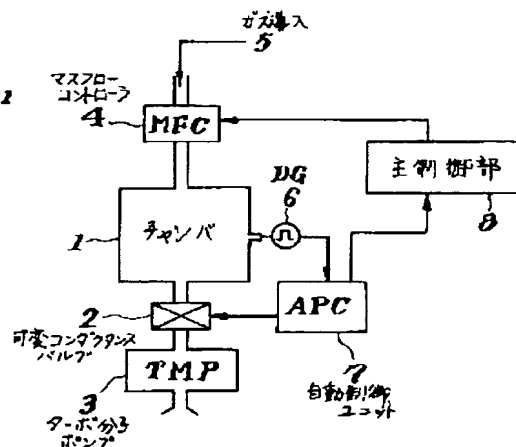 ガス導入
5
マスフロー
コントローラ
4
MFC
主制御部
8
DG
6
1
チャンバ
APC
2
可変コンダクタンス
バルブ
7
自動制御
ユニット
TMP
3
ターボ分子
ポンプ